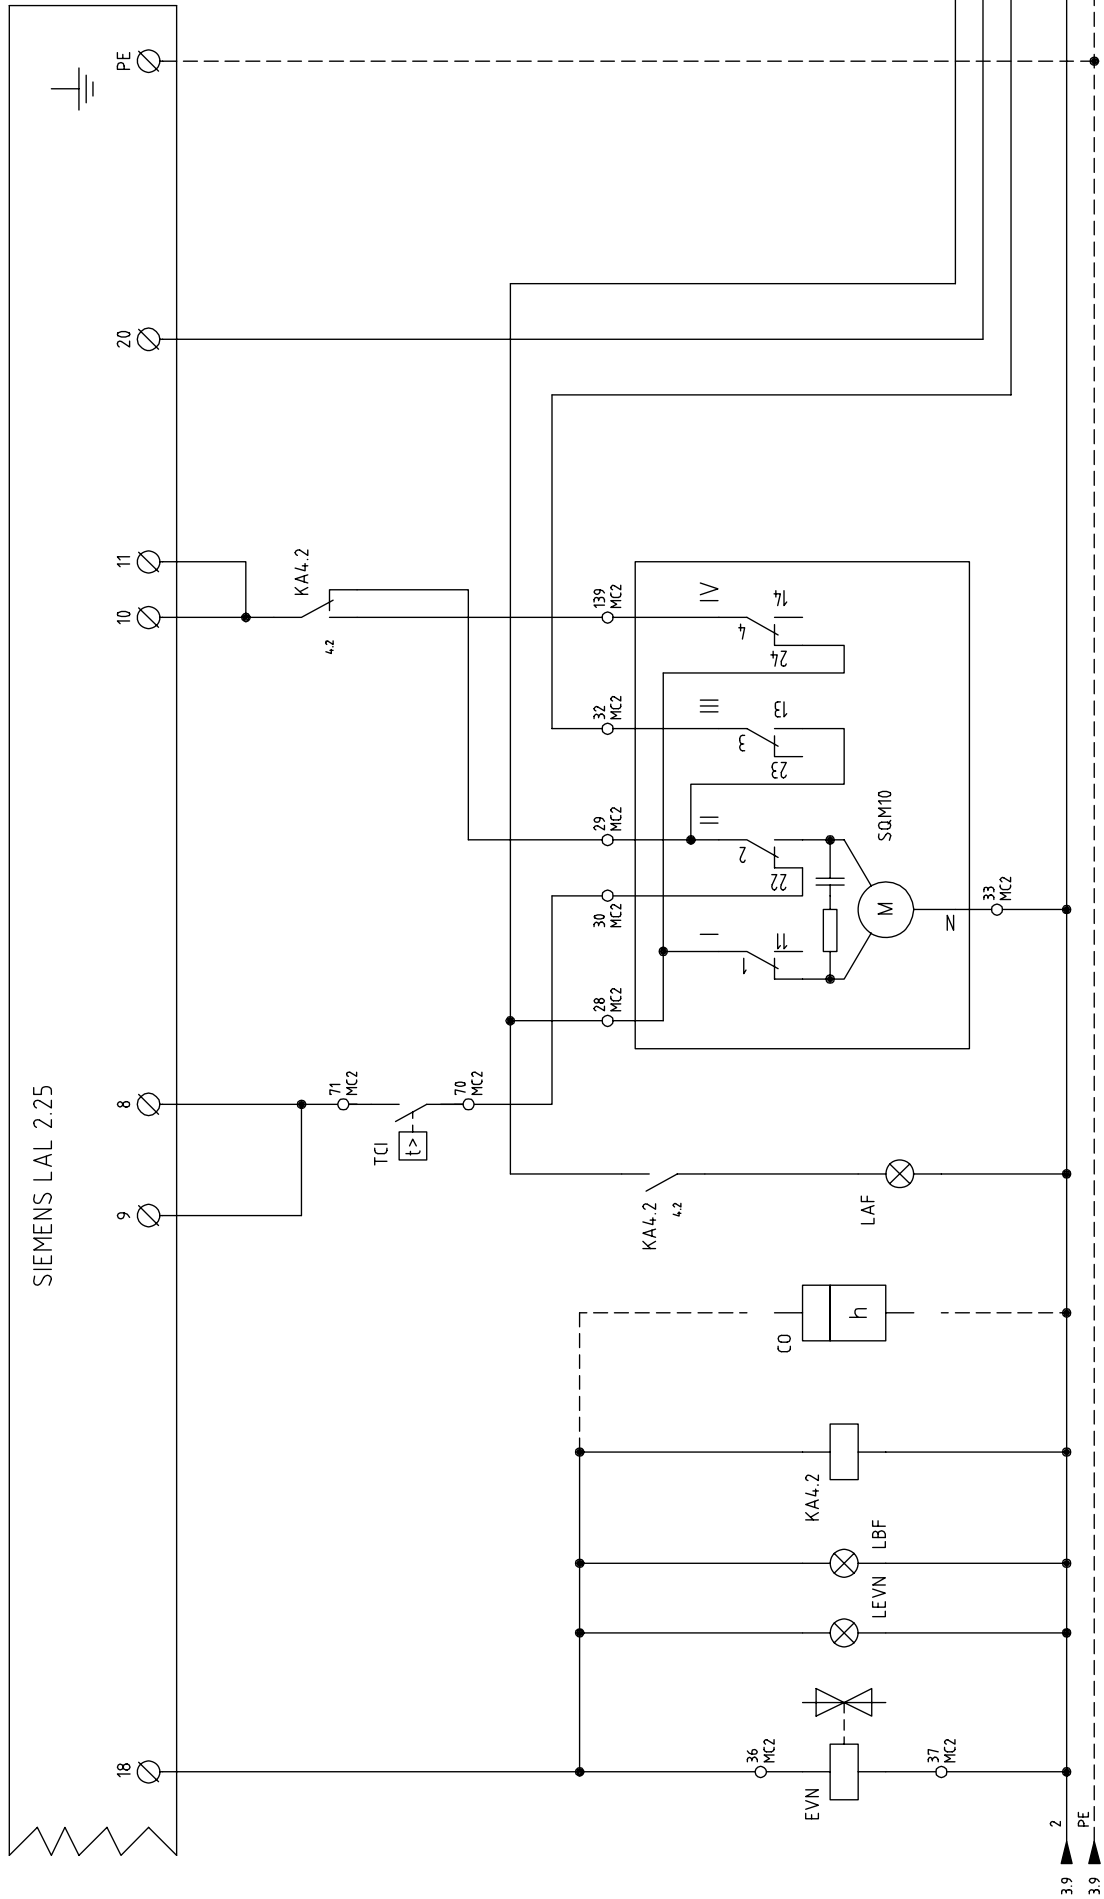 SIEMENS LAL 2.25
18
9
8
10
11
20
PE
KA4.2
4.2
71
MC2
TCI
t>
70
MC2
28
MC2
30
MC2
29
MC2
32
MC2
139
MC2
I
II
III
IV
1
11
2
22
3
13
23
4
14
24
M
SQM10
N
33
MC2
KA4.2
4.2
LAF
CO
h
KA4.2
LBF
LEVN
36
MC2
EVN
37
MC2
3.9
2
3.9
PE